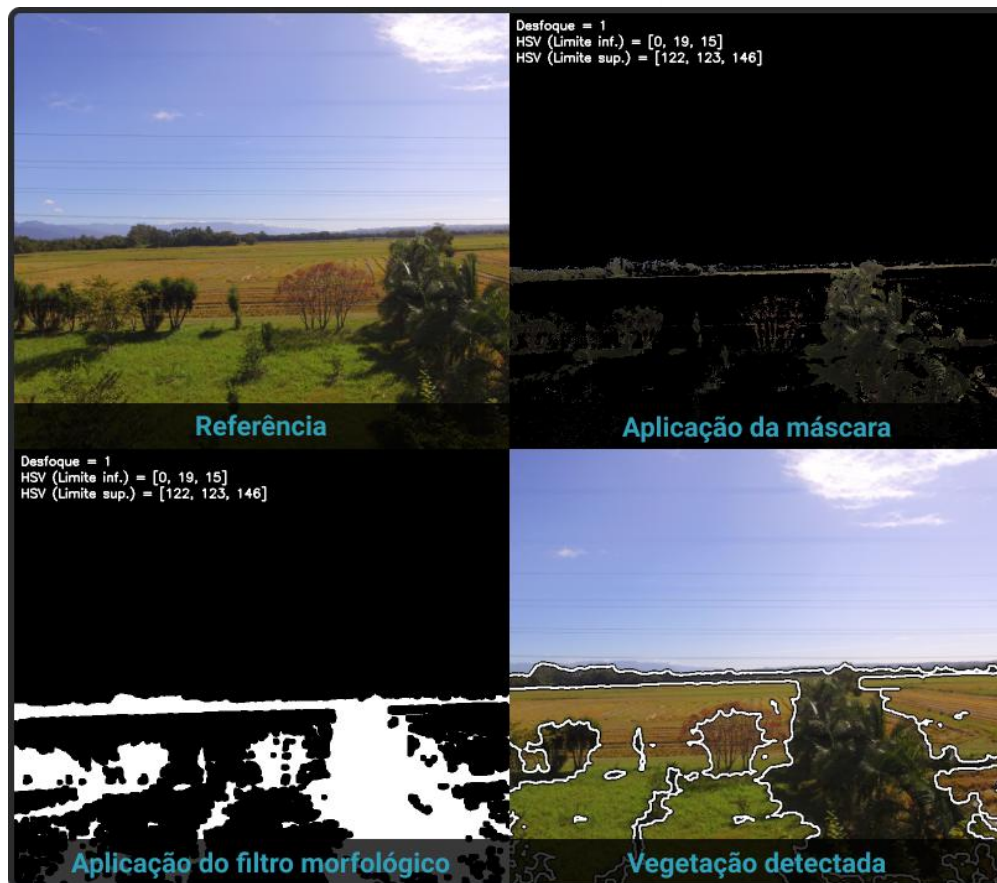 Referência
Desfoque = 1
HSV (Limite inf.) = [0, 19, 15]
HSV (Limite sup.) = [122, 123, 146]
Aplicação da máscara
Desfoque = 1
HSV (Limite inf.) = [0, 19, 15]
HSV (Limite sup.) = [122, 123, 146]
Aplicação do filtro morfológico
Vegetação detectada